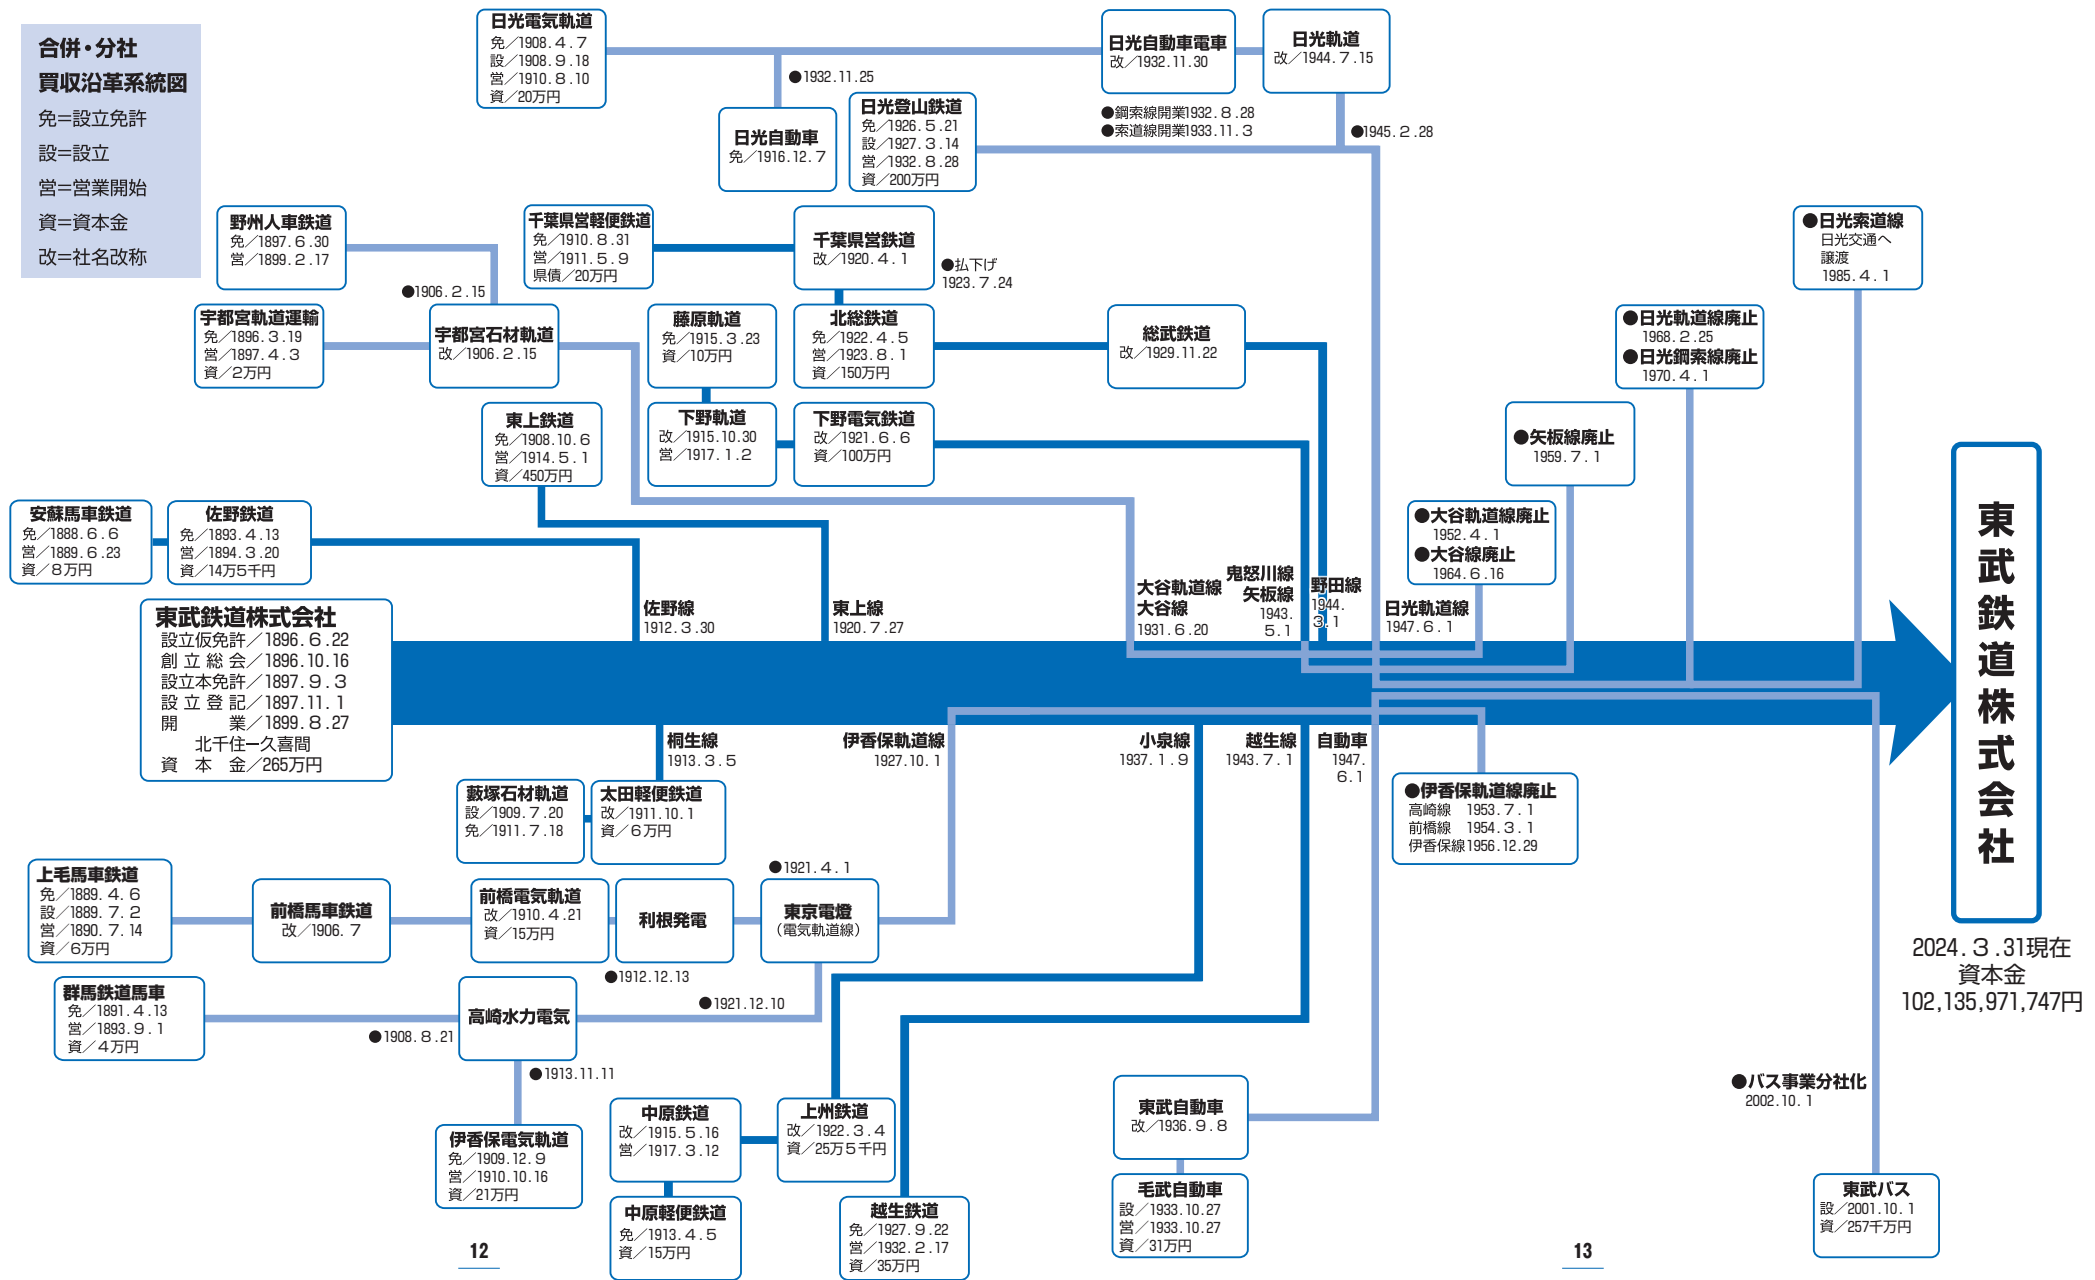 合併・分社
買収沿革系統図
免=設立免許
設=設立
営=営業開始
資=資本金
改=社名改称
日光電気軌道
免／1908.4.7
設／1908.9.18
営／1910.8.10
資／20万円
●1932.11.25
日光自動車
免／1916.12.7
日光自動車電車
改／1932.11.30
日光軌道
改／1944.7.15
日光登山鉄道
免／1926.5.21
設／1927.3.14
営／1932.8.28
資／200万円
●鋼索線開業1932.8.28
●索道線開業1933.11.3
●1945.2.28
野州人車鉄道
免／1897.6.30
営／1899.2.17
●1906.2.15
千葉県営軽便鉄道
免／1910.8.31
営／1911.5.9
県債／20万円
千葉県営鉄道
改／1920.4.1
●払下げ
1923.7.24
●日光索道線
日光交通へ
譲渡
1985.4.1
宇都宮軌道運輸
免／1896.3.19
営／1897.4.3
資／2万円
宇都宮石材軌道
改／1906.2.15
藤原軌道
免／1915.3.23
資／10万円
北総鉄道
免／1922.4.5
営／1923.8.1
資／150万円
総武鉄道
改／1929.11.22
●日光軌道線廃止
1968.2.25
●日光鋼索線廃止
1970.4.1
東上鉄道
免／1908.10.6
営／1914.5.1
資／450万円
下野軌道
改／1915.10.30
営／1917.1.2
下野電気鉄道
改／1921.6.6
資／100万円
●矢板線廃止
1959.7.1
安蘇馬車鉄道
免／1888.6.6
営／1889.6.23
資／8万円
佐野鉄道
免／1893.4.13
営／1894.3.20
資／14万5千円
●大谷軌道線廃止
1952.4.1
●大谷線廃止
1964.6.16
東武鉄道株式会社
設立仮免許／1896.6.22
創立総会／1896.10.16
設立本免許／1897.9.3
設立登記／1897.11.1
開業／1899.8.27
北千住ー久喜間
資本金／265万円
佐野線
1912.3.30
東上線
1920.7.27
大谷軌道線
大谷線
1931.6.20
鬼怒川線
矢板線
1943.
5.1
野田線
1944.
3.1
日光軌道線
1947.6.1
東武鉄道株式会社
2024.3.31現在
資本金
102,135,971,747円
桐生線
1913.3.5
伊香保軌道線
1927.10.1
小泉線
1937.1.9
越生線
1943.7.1
自動車
1947.
6.1
藪塚石材軌道
設／1909.7.20
免／1911.7.18
太田軽便鉄道
改／1911.10.1
資／6万円
●伊香保軌道線廃止
高崎線 1953.7.1
前橋線 1954.3.1
伊香保線1956.12.29
上毛馬車鉄道
免／1889.4.6
設／1889.7.2
営／1890.7.14
資／6万円
前橋馬車鉄道
改／1906.7
前橋電気軌道
改／1910.4.21
資／15万円
利根発電
●1912.12.13
●1921.4.1
東京電燈
（電気軌道線）
群馬鉄道馬車
免／1891.4.13
営／1893.9.1
資／4万円
●1908.8.21
高崎水力電気
●1921.12.10
●1913.11.11
伊香保電気軌道
免／1909.12.9
営／1910.10.16
資／21万円
中原鉄道
改／1915.5.16
営／1917.3.12
上州鉄道
改／1922.3.4
資／25万5千円
中原軽便鉄道
免／1913.4.5
資／15万円
越生鉄道
免／1927.9.22
営／1932.2.17
資／35万円
東武自動車
改／1936.9.8
毛武自動車
設／1933.10.27
営／1933.10.27
資／31万円
●バス事業分社化
2002.10.1
東武バス
設／2001.10.1
資／257千万円
12
13